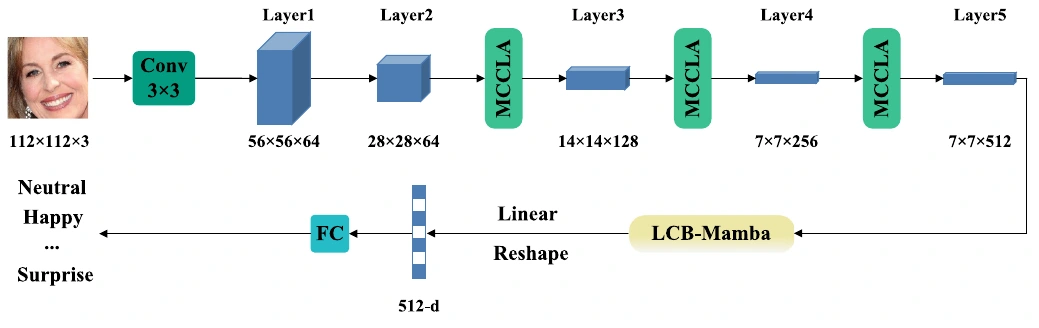 Layer1
Layer2
Layer3
Layer4
Layer5
Conv
3×3
MCCLA
MCCLA
MCCLA
112×112×3
56×56×64
28×28×64
14×14×128
7×7×256
7×7×512
Neutral
Happy
...
Surprise
FC
Linear
Reshape
LCB-Mamba
512-d